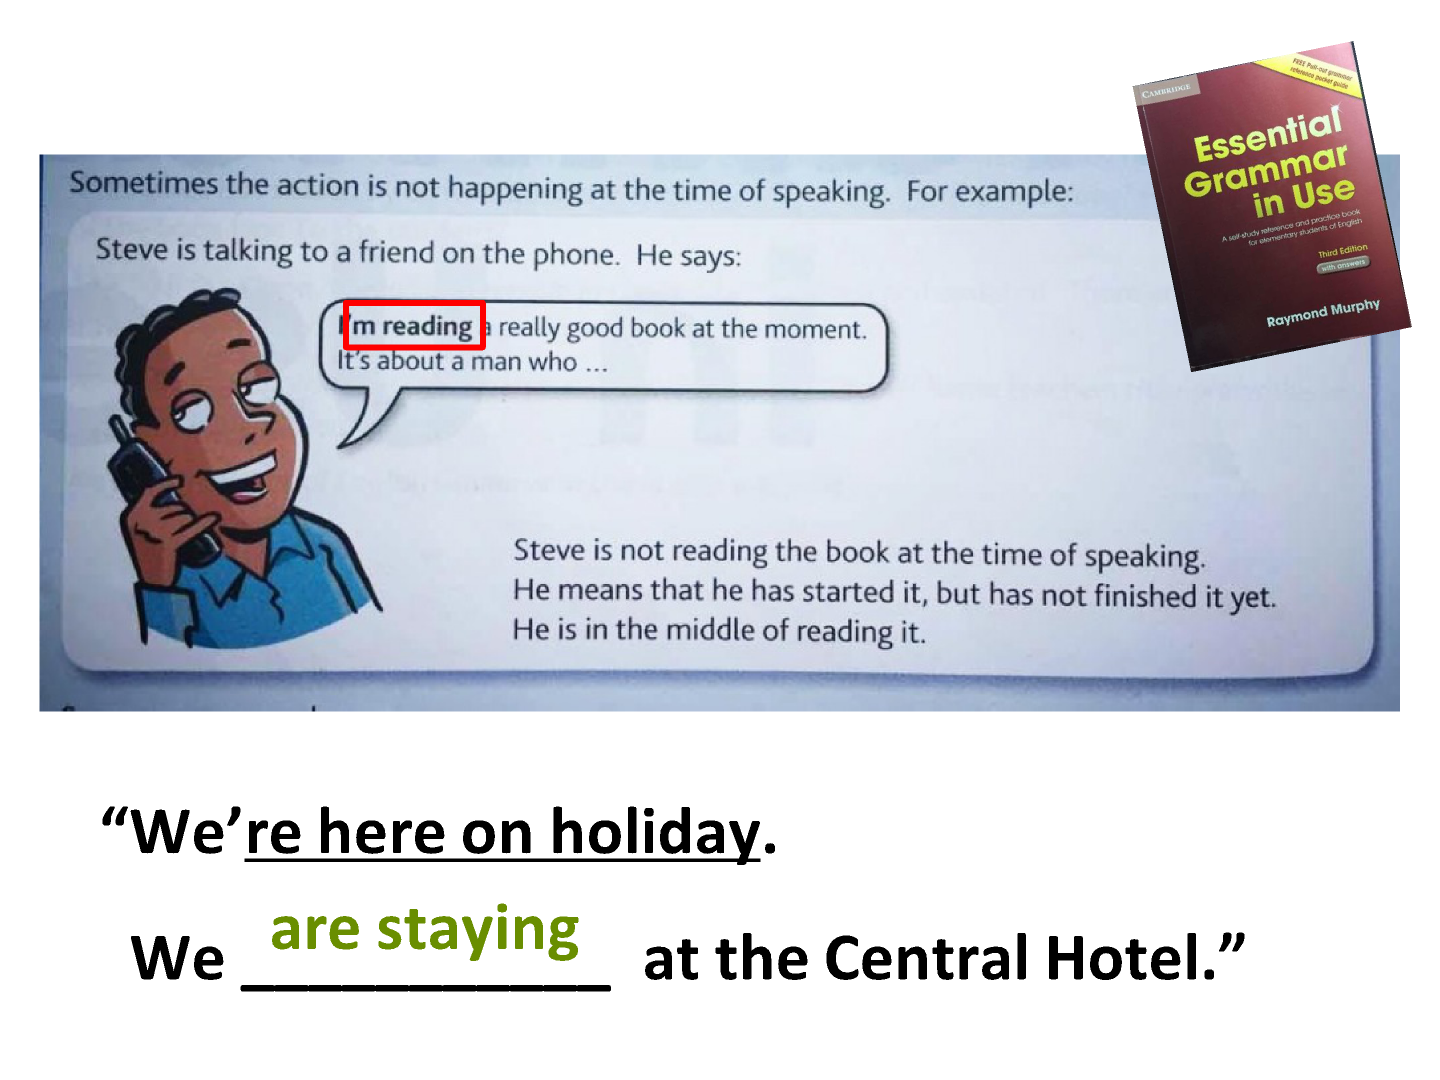 CAMBRIDGE
FREE Pull-out grammar
reference pocket guide
Essential
Grammar
in Use
A self-study reference and practice book
for elementary students of English
Third Edition
with answers
Raymond Murphy
Sometimes the action is not happening at the time of speaking. For example:
Steve is talking to a friend on the phone. He says:
I'm reading a really good book at the moment.
It's about a man who ...
Steve is not reading the book at the time of speaking.
He means that he has started it, but has not finished it yet.
He is in the middle of reading it.
“We’re here on holiday.
We are staying at the Central Hotel.”